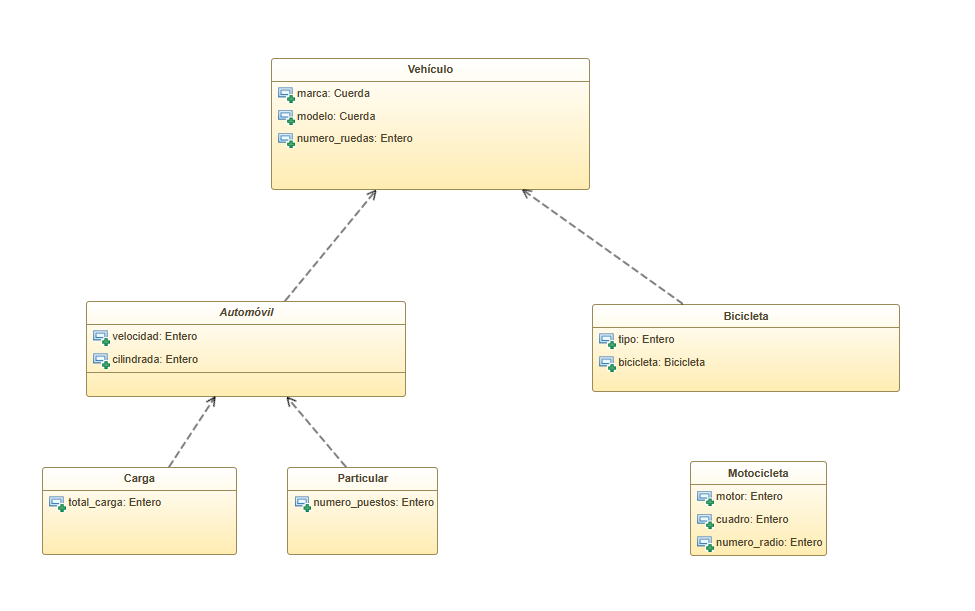 Vehículo
marca: Cuerda
modelo: Cuerda
numero_ruedas: Entero
Automóvil
velocidad: Entero
cilindrada: Entero
Bicicleta
tipo: Entero
bicicleta: Bicicleta
Carga
total_carga: Entero
Particular
numero_puestos: Entero
Motocicleta
motor: Entero
cuadro: Entero
numero_radio: Entero